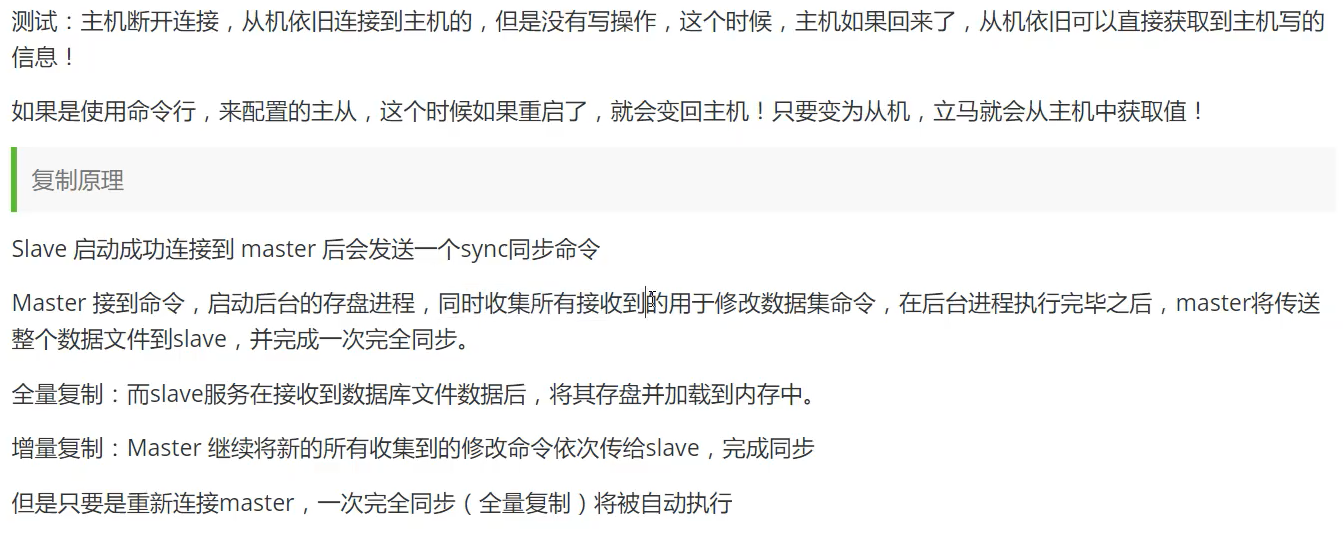 测试：主机断开连接，从机依旧连接到主机的，但是没有写操作，这个时候，主机如果回来了，从机依旧可以直接获取到主机写的
信息！
如果是使用命令行，来配置的主从，这个时候如果重启了，就会变回主机！只要变为从机，立马就会从主机中获取值！
复制原理
Slave 启动成功连接到 master 后会发送一个sync同步命令
Master 接到命令，启动后台的存盘进程，同时收集所有接收到的用于修改数据集命令，在后台进程执行完毕之后，master将传送
整个数据文件到slave，并完成一次完全同步。
全量复制：而slave服务在接收到数据库文件数据后，将其存盘并加载到内存中。
增量复制：Master 继续将新的所有收集到的修改命令依次传给slave，完成同步
但是只要是重新连接master，一次完全同步（全量复制）将被自动执行